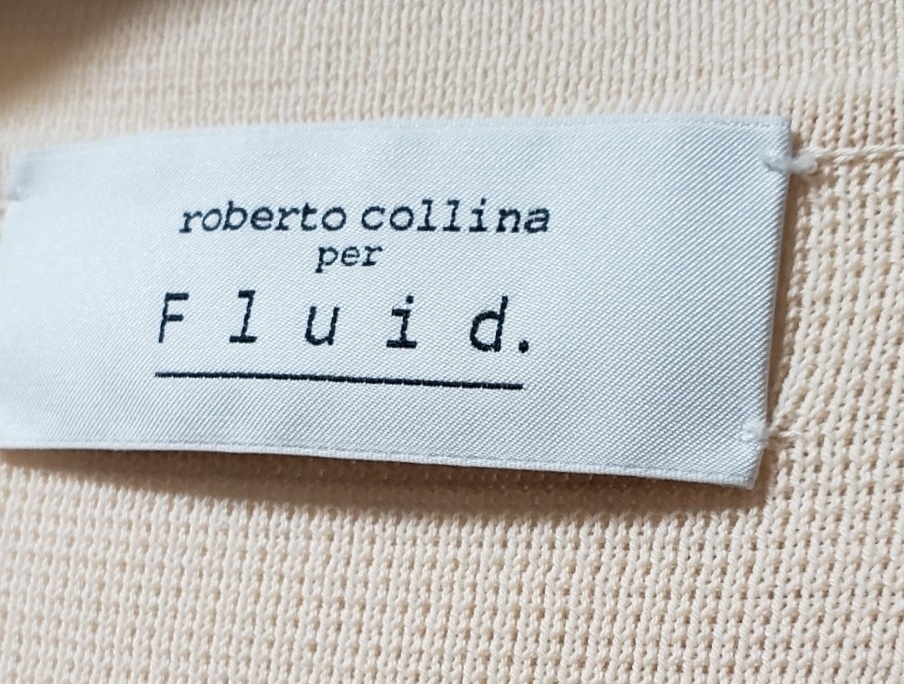 roberto collina
per
Fluid.